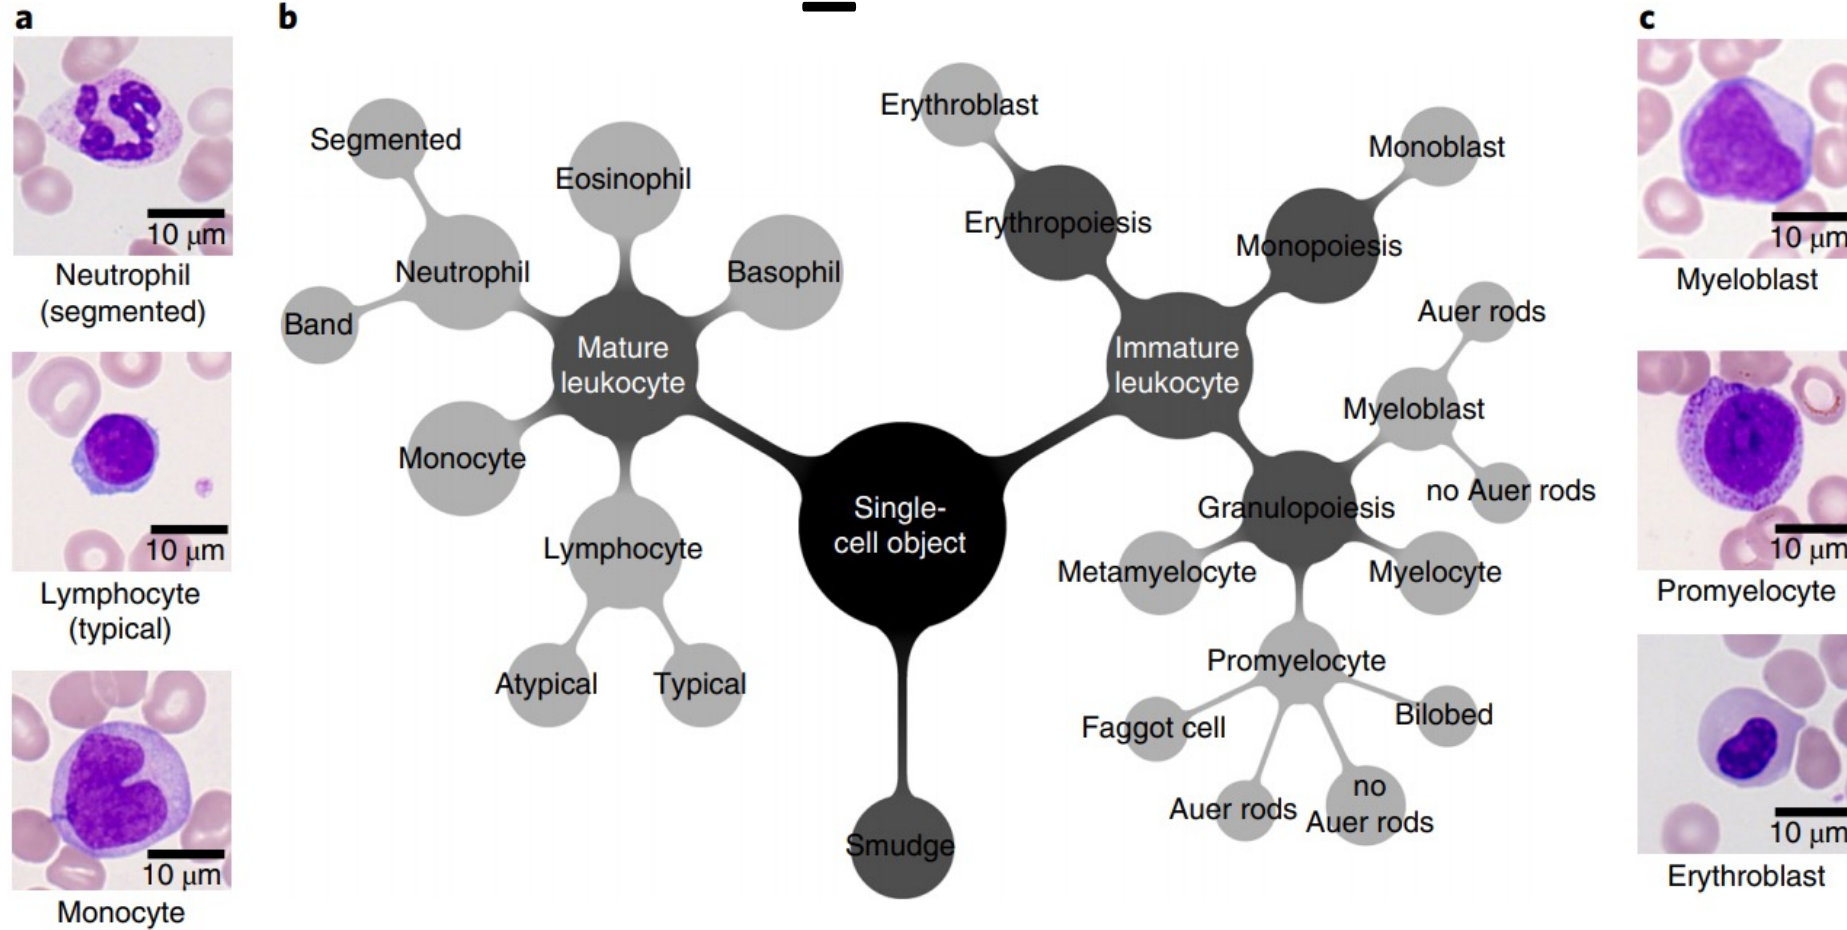 a
10 μm
Neutrophil
(segmented)
10 μm
Lymphocyte
(typical)
10 μm
Monocyte
b
Segmented
Eosinophil
Neutrophil
Basophil
Band
Mature
leukocyte
Monocyte
Lymphocyte
Atypical
Typical
Single-
cell object
Smudge
Erythroblast
Monoblast
Erythropoiesis
Monopoiesis
Auer rods
Immature
leukocyte
Myeloblast
no Auer rods
Granulopoiesis
Metamyelocyte
Myelocyte
Promyelocyte
Faggot cell
Bilobed
Auer rods
no
Auer rods
c
10 μm
Myeloblast
10 μm
Promyelocyte
10 μm
Erythroblast